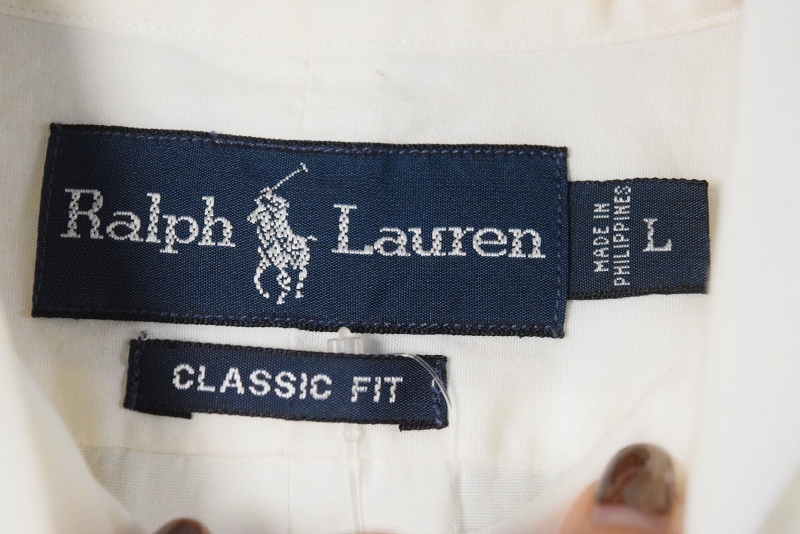 Ralph Lauren
MADE IN
PHILIPPINES
L
CLASSIC FIT